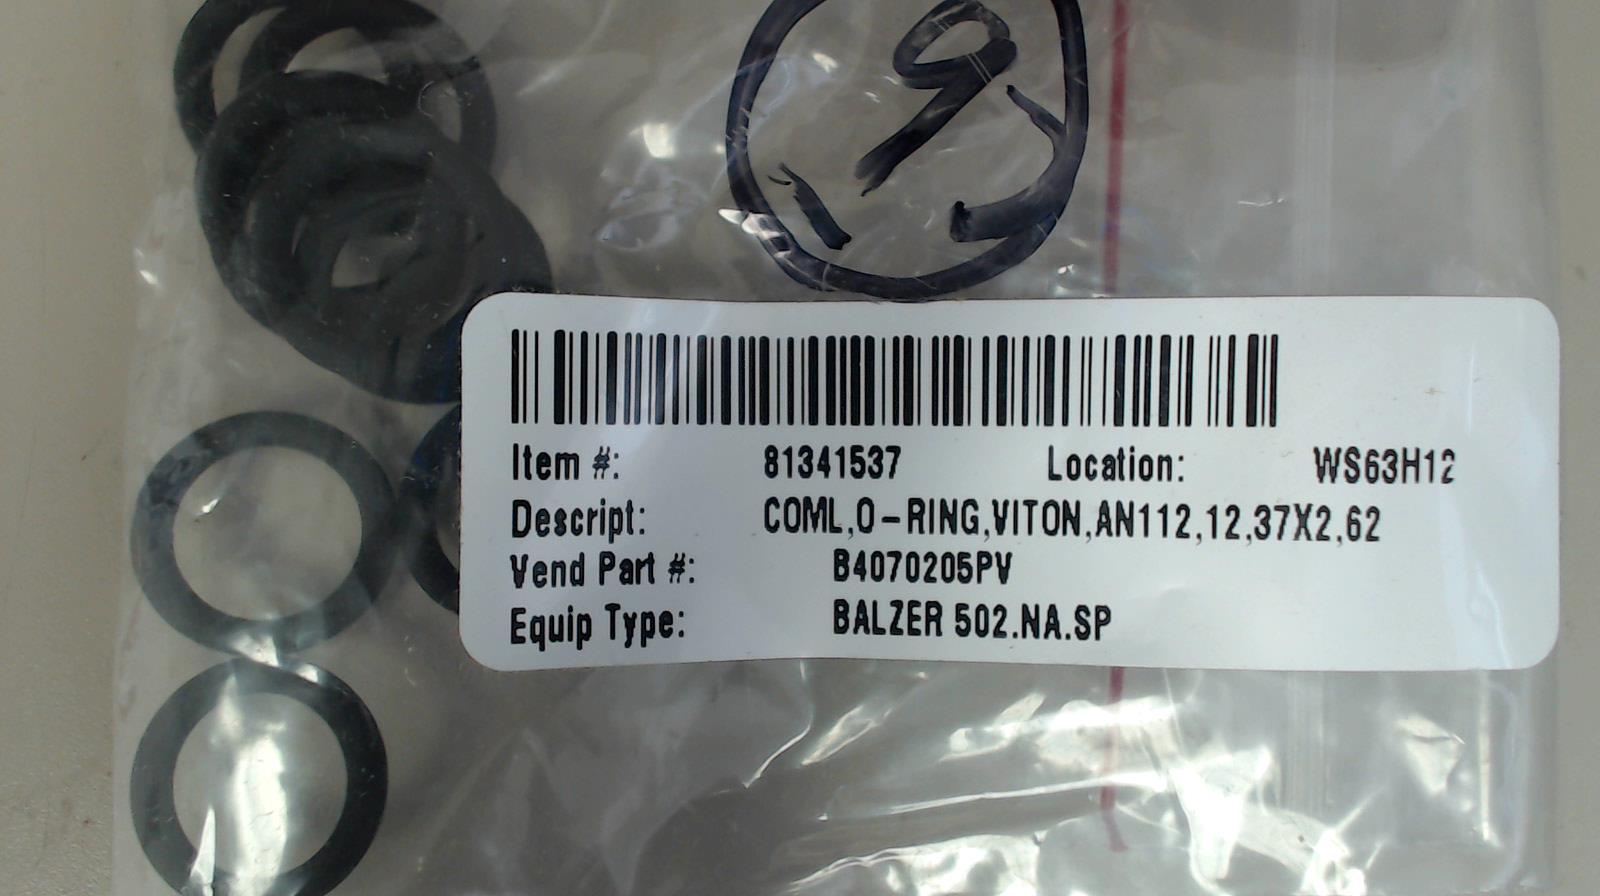 9
Item #: 81341537 Location: WS63H12
Descript: COML,O-RING,VITON,AN112,12,37X2,62
Vend Part #: B4070205PV
Equip Type: BALZER 502.NA.SP